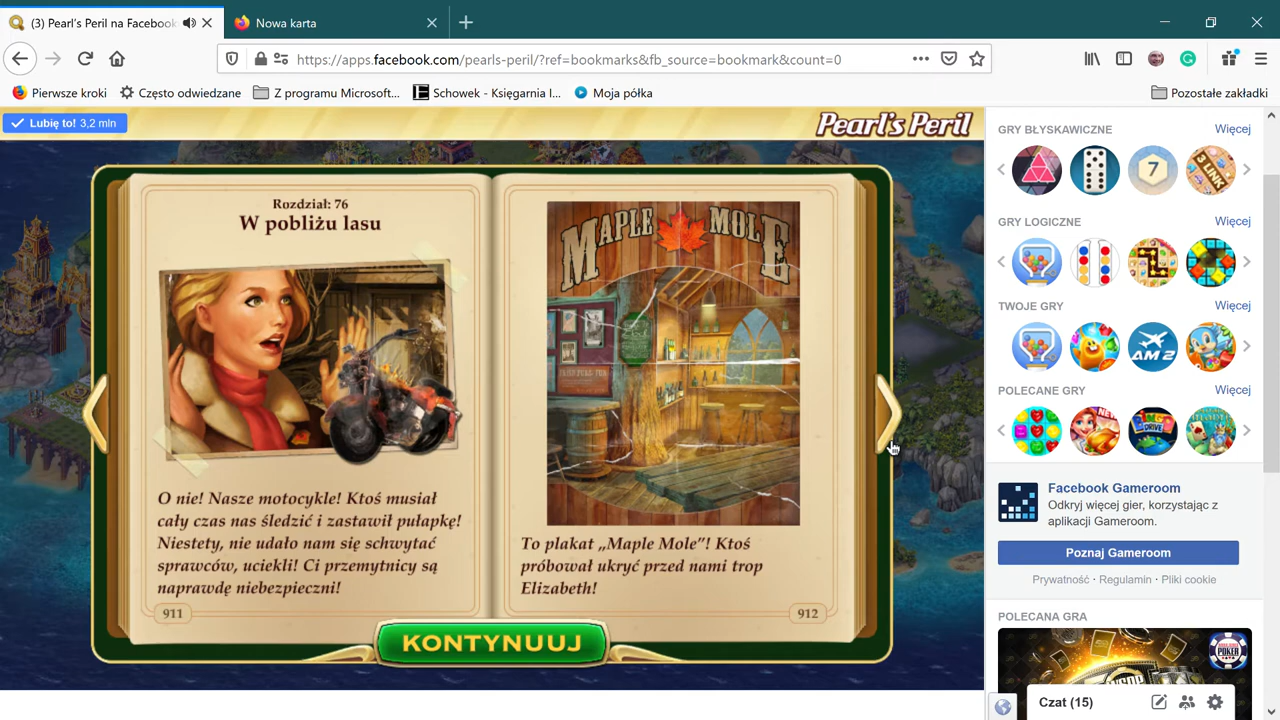 (3) Pearl's Peril na Facebook
Nowa karta
https://apps.facebook.com/pearls-peril/?ref=bookmarks&fb_source=bookmark&count=0
Pierwsze kroki
Często odwiedzane
Z programu Microsoft...
Schowek - Księgarnia I...
Moja półka
Pozostałe zakładki
Lubię to! 3,2 mln
Pearl's Peril
Rozdział: 76
W pobliżu lasu
O nie! Nasze motocykle! Ktoś musiał
cały czas nas śledzić i zastawił pułapkę!
Niestety, nie udało nam się schwytać
sprawców, uciekli! Ci przemytnicy są
naprawdę niebezpieczni!
911
MAPLE MOLE
To plakat „Maple Mole”! Ktoś
próbował ukryć przed nami trop
Elizabeth!
912
KONTYNUUJ
GRY BŁYSKAWICZNE
Więcej
7
3 LINK
GRY LOGICZNE
Więcej
TWOJE GRY
Więcej
AM 2
POLECANE GRY
Więcej
NEW
BINGO DRIVE
Facebook Gameroom
Odkryj więcej gier, korzystając z
aplikacji Gameroom.
Poznaj Gameroom
Prywatność · Regulamin · Pliki cookie
POLECANA GRA
POKER
Czat (15)